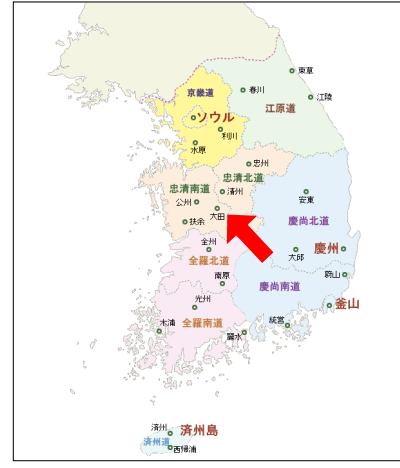 束草
京畿道
春川
江原道
江陵
ソウル
利川
水原
忠州
忠清北道
忠清南道
清州
公州
安東
大田
扶余
慶尚北道
全州
慶州
大邱
全羅北道
蔚山
南原
慶尚南道
釜山
光州
統営
全羅南道
木浦
麗水
済州
済州島
済州道
西帰浦